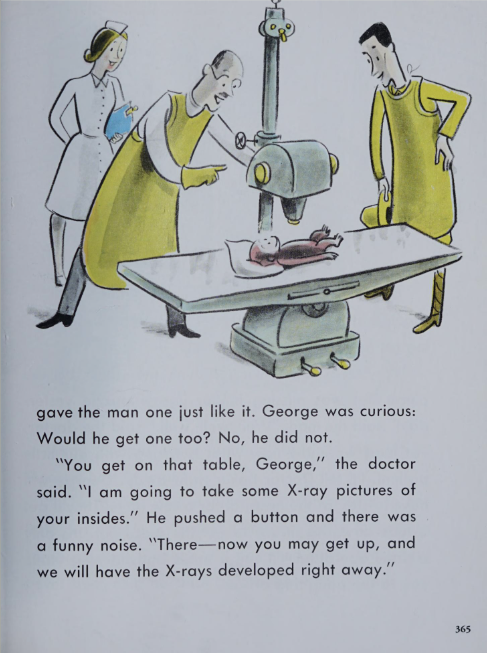 gave the man one just like it. George was curious:
Would he get one too? No, he did not.
"You get on that table, George," the doctor
said. "I am going to take some X-ray pictures of
your insides." He pushed a button and there was
a funny noise. "There—now you may get up, and
we will have the X-rays developed right away."
365